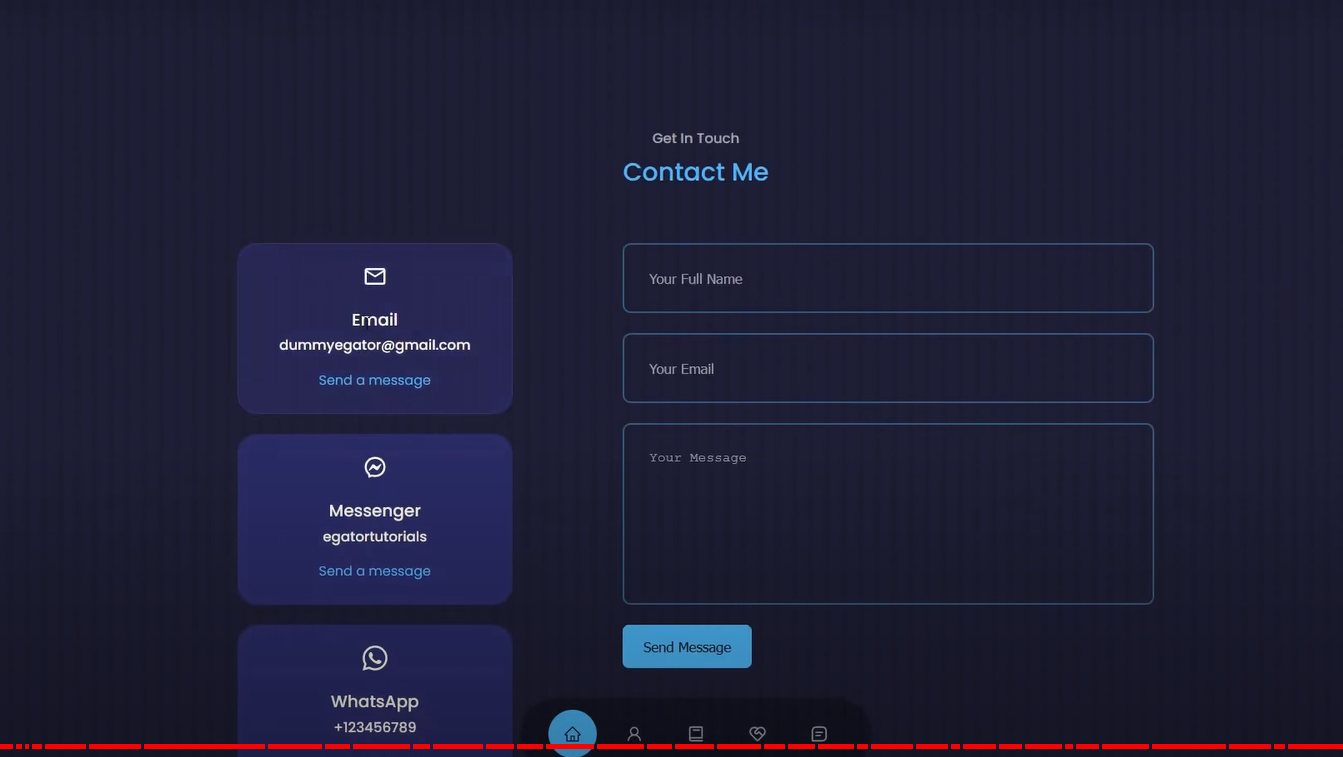 Get In Touch
Contact Me
Email
dummyegator@gmail.com
Send a message
Messenger
egatortutorials
Send a message
WhatsApp
+123456789
Your Full Name
Your Email
Your Message
Send Message